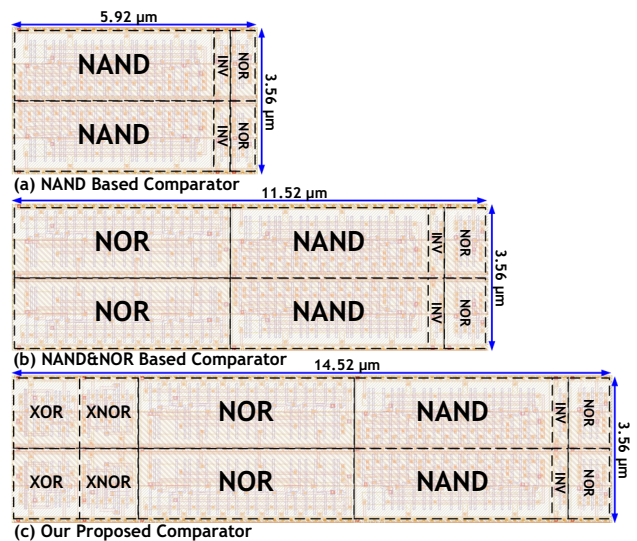 5.92 µm
NAND INV NOR
3.56 µm
NAND INV NOR
(a) NAND Based Comparator
11.52 µm
NOR NAND INV NOR
3.56 µm
NOR NAND INV NOR
(b) NAND&NOR Based Comparator
14.52 µm
XOR XNOR NOR NAND INV NOR
3.56 µm
XOR XNOR NOR NAND INV NOR
(c) Our Proposed Comparator